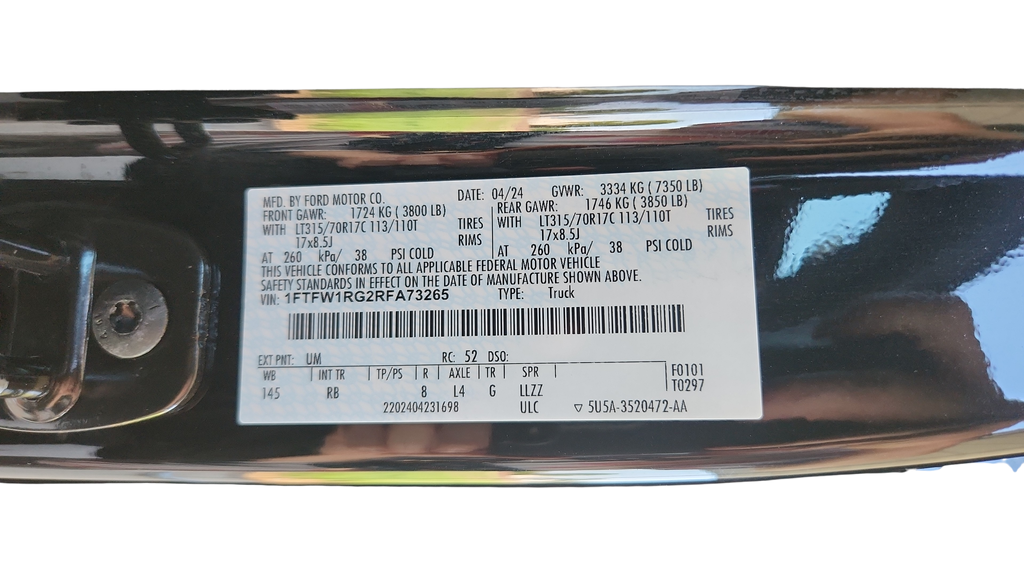 MFD. BY FORD MOTOR CO. DATE: 04/24 GVWR: 3334 KG ( 7350 LB)
FRONT GAWR: 1724 KG ( 3800 LB) REAR GAWR: 1746 KG ( 3850 LB)
WITH LT315/70R17C 113/110T TIRES WITH LT315/70R17C 113/110T TIRES
17x8.5J RIMS 17x8.5J RIMS
AT 260 kPa/ 38 PSI COLD AT 260 kPa/ 38 PSI COLD
THIS VEHICLE CONFORMS TO ALL APPLICABLE FEDERAL MOTOR VEHICLE
SAFETY STANDARDS IN EFFECT ON THE DATE OF MANUFACTURE SHOWN ABOVE.
VIN: 1FTFW1RG2RFA73265 TYPE: Truck
EXT PNT: UM RC: 52 DSO:
WB INT TR TP/PS R AXLE TR SPR F0101
145 RB 8 L4 G LLZZ T0297
2202404231698 ULC ▽ 5U5A-3520472-AA